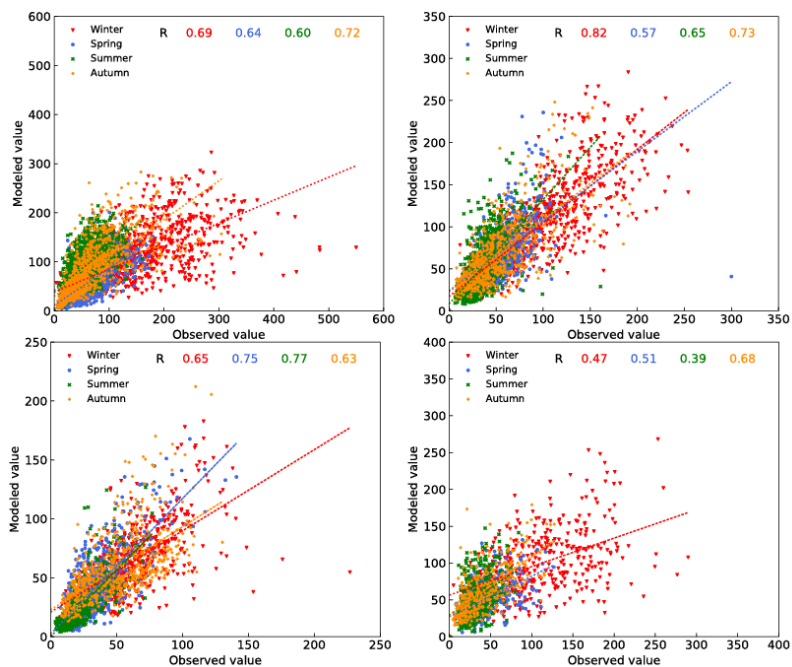 600
500
400
300
200
100
0
Modeled value
Winter
Spring
Summer
Autumn
R 0.69 0.64 0.60 0.72
0 100 200 300 400 500 600
Observed value
350
300
250
200
150
100
50
0
Modeled value
Winter
Spring
Summer
Autumn
R 0.82 0.57 0.65 0.73
0 50 100 150 200 250 300 350
Observed value
250
200
150
100
50
0
Modeled value
Winter
Spring
Summer
Autumn
R 0.65 0.75 0.77 0.63
0 50 100 150 200 250
Observed value
400
350
300
250
200
150
100
50
0
Modeled value
Winter
Spring
Summer
Autumn
R 0.47 0.51 0.39 0.68
0 50 100 150 200 250 300 350 400
Observed value